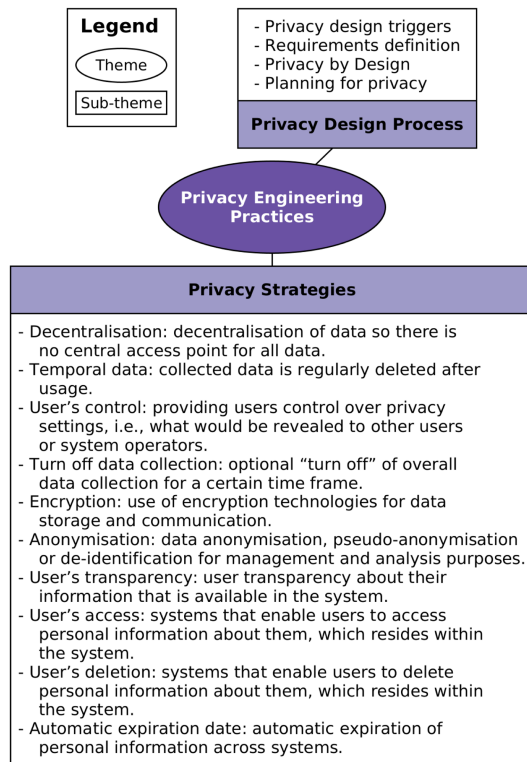 Legend
Theme
Sub-theme
- Privacy design triggers
- Requirements definition
- Privacy by Design
- Planning for privacy
Privacy Design Process
Privacy Engineering
Practices
Privacy Strategies
- Decentralisation: decentralisation of data so there is
no central access point for all data.
- Temporal data: collected data is regularly deleted after
usage.
- User’s control: providing users control over privacy
settings, i.e., what would be revealed to other users
or system operators.
- Turn off data collection: optional “turn off” of overall
data collection for a certain time frame.
- Encryption: use of encryption technologies for data
storage and communication.
- Anonymisation: data anonymisation, pseudo-anonymisation
or de-identification for management and analysis purposes.
- User’s transparency: user transparency about their
information that is available in the system.
- User’s access: systems that enable users to access
personal information about them, which resides within
the system.
- User’s deletion: systems that enable users to delete
personal information about them, which resides within
the system.
- Automatic expiration date: automatic expiration of
personal information across systems.